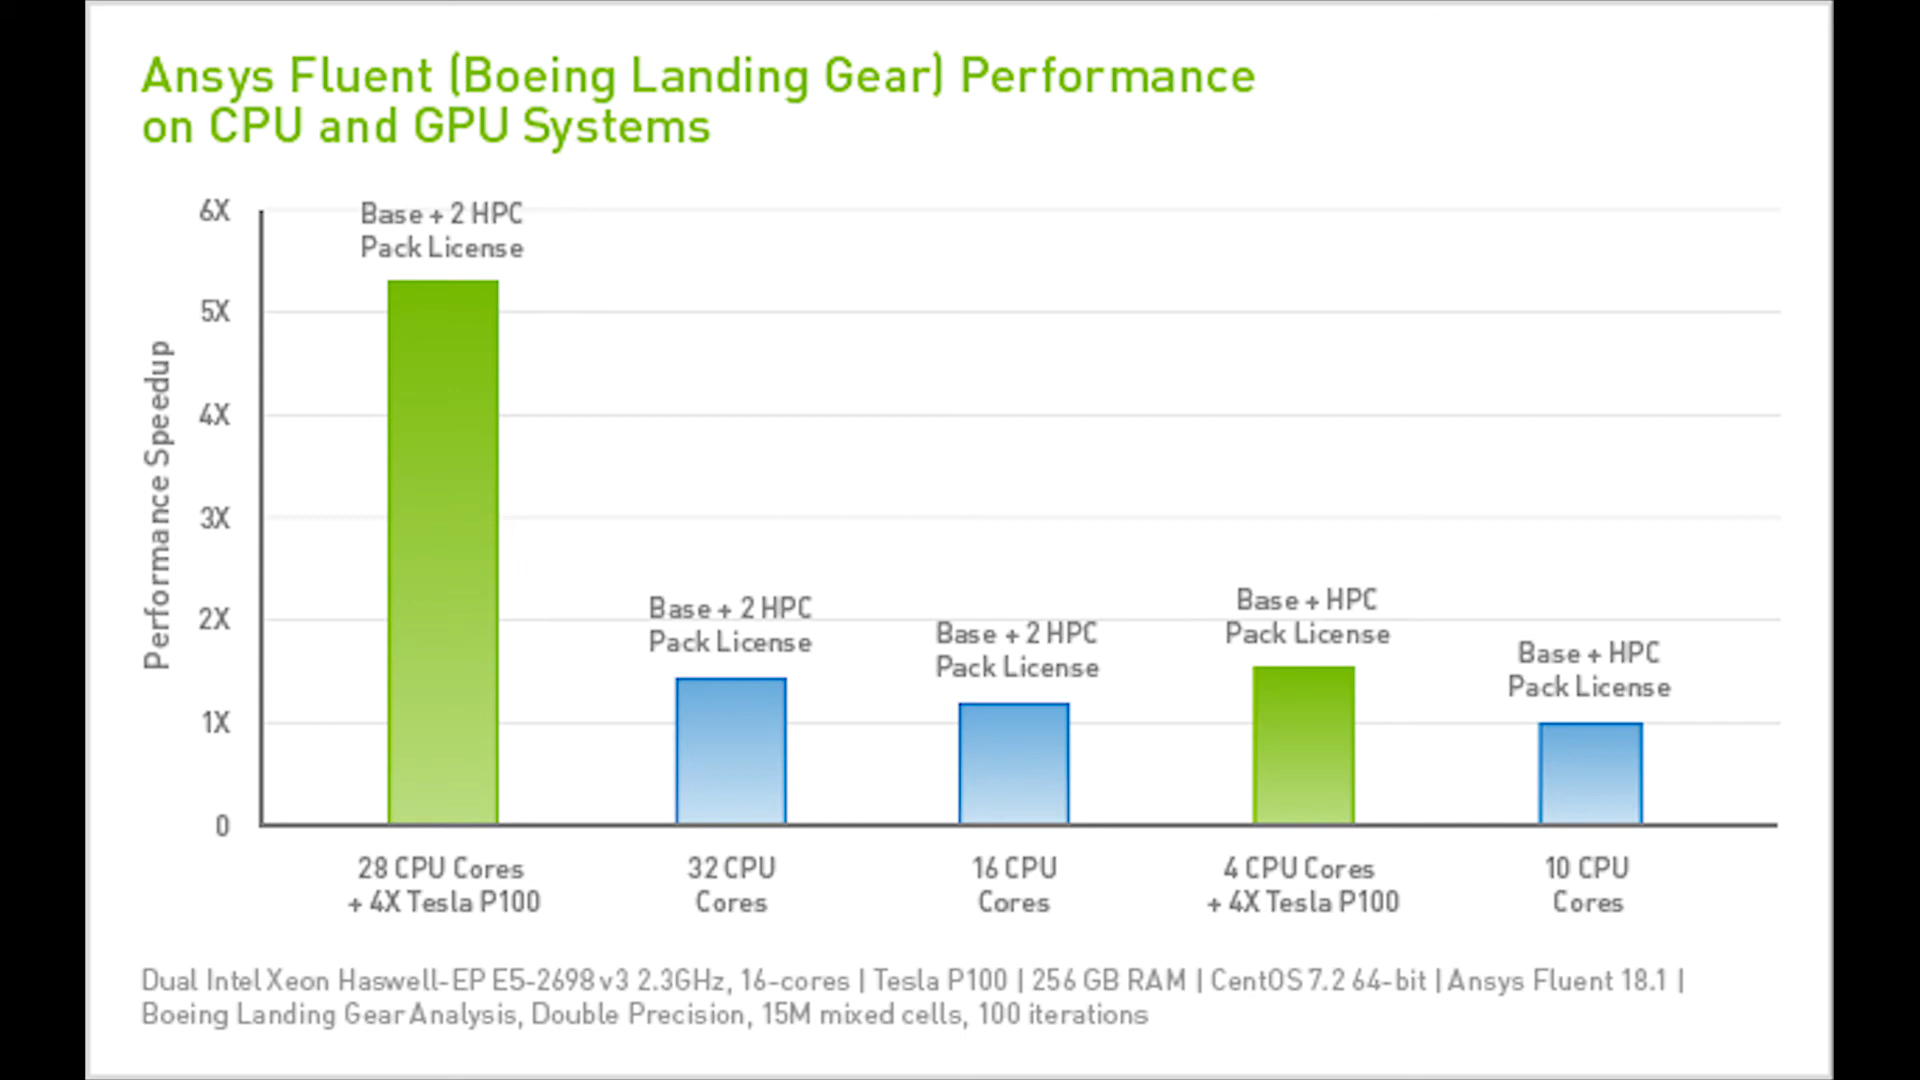 Ansys Fluent (Boeing Landing Gear) Performance
on CPU and GPU Systems
Performance Speedup
6X
5X
4X
3X
2X
1X
0
Base + 2 HPC
Pack License
Base + 2 HPC
Pack License
Base + 2 HPC
Pack License
Base + HPC
Pack License
Base + HPC
Pack License
28 CPU Cores
+ 4X Tesla P100
32 CPU
Cores
16 CPU
Cores
4 CPU Cores
+ 4X Tesla P100
10 CPU
Cores
Dual Intel Xeon Haswell-EP E5-2698 v3 2.3GHz, 16-cores | Tesla P100 | 256 GB RAM | CentOS 7.2 64-bit | Ansys Fluent 18.1 |
Boeing Landing Gear Analysis, Double Precision, 15M mixed cells, 100 iterations